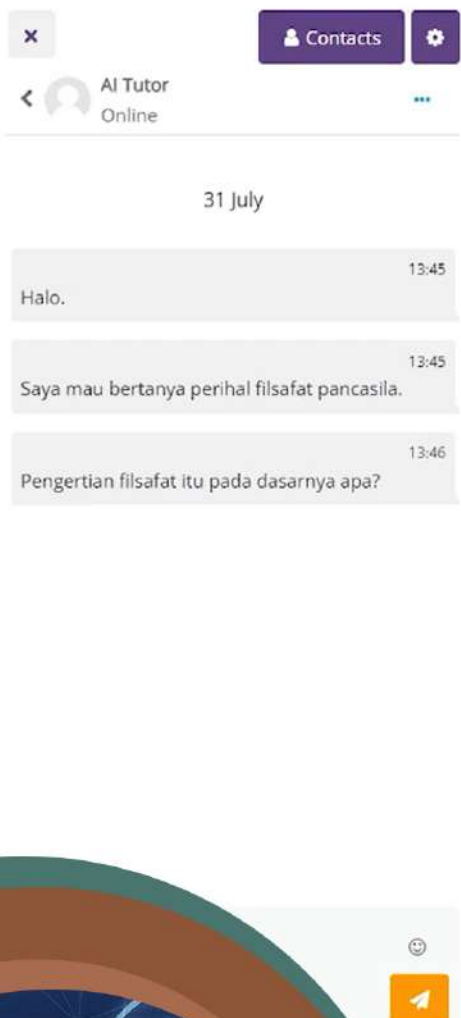 Contacts
AI Tutor
Online
31 July
13:45
Halo.
13:45
Saya mau bertanya perihal filsafat pancasila.
13:46
Pengertian filsafat itu pada dasarnya apa?